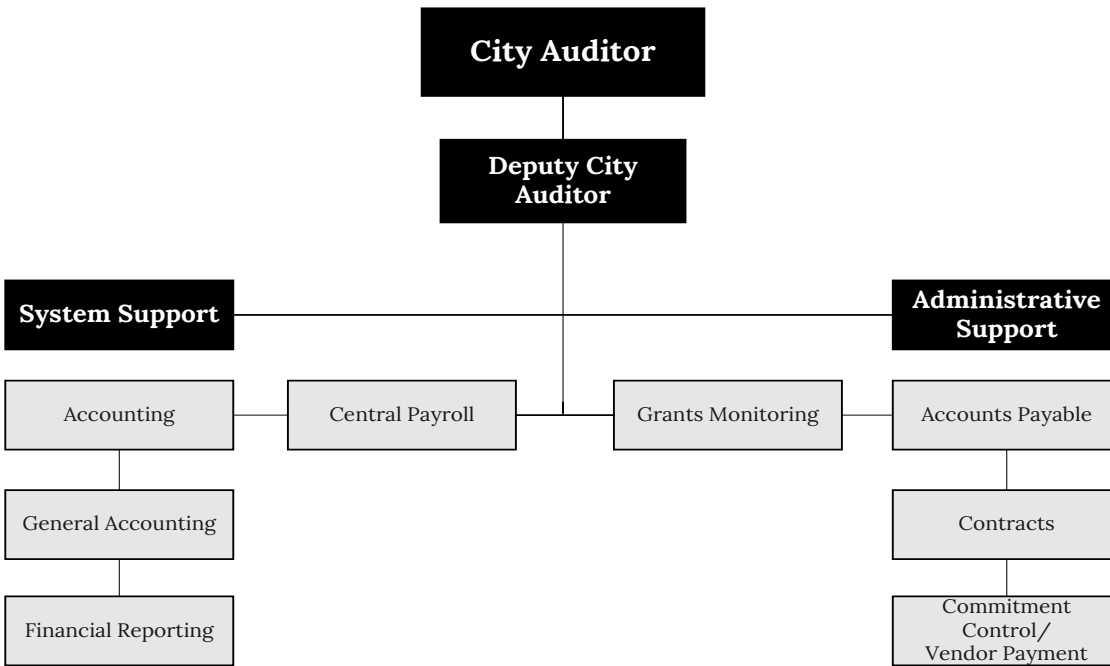 City Auditor
Deputy City
Auditor
System Support
Administrative
Support
Accounting
Central Payroll
Grants Monitoring
Accounts Payable
General Accounting
Contracts
Financial Reporting
Commitment
Control/
Vendor Payment